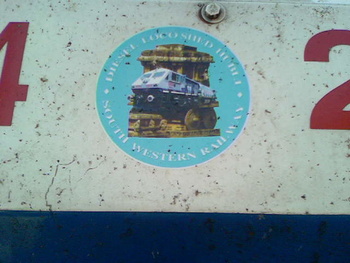 4
DIESEL LOCO SHED HUBLI
2
SOUTH WESTERN RAILWAY